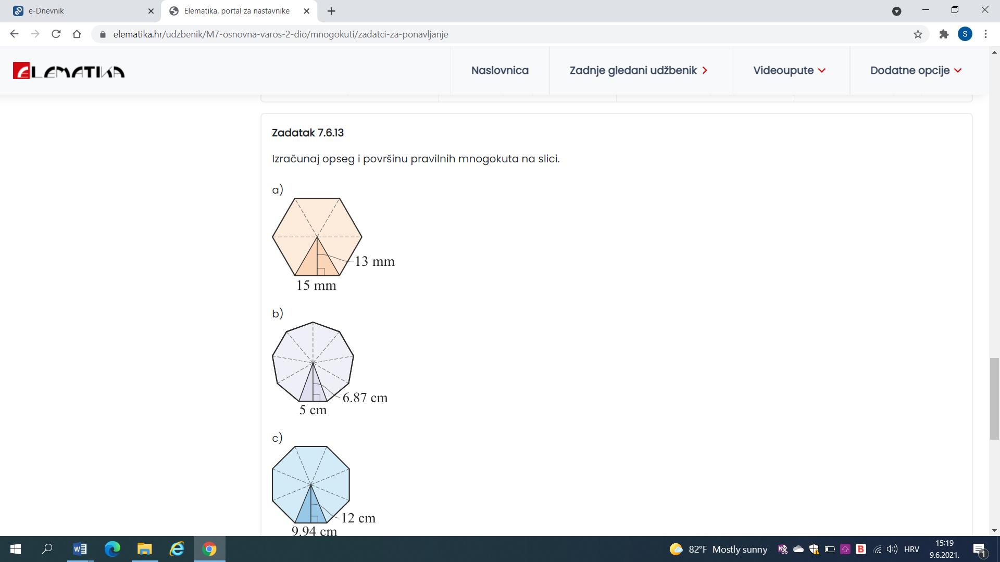 e-Dnevnik
Elematika, portal za nastavnike
elematika.hr/udzbenik/M7-osnovna-varos-2-dio/mnogokuti/zadatci-za-ponavljanje
S
ELEMATIKA
Naslovnica
Zadnje gledani udžbenik
Videoupute
Dodatne opcije
Zadatak 7.6.13
Izračunaj opseg i površinu pravilnih mnogokuta na slici.
a)
13 mm
15 mm
b)
6.87 cm
5 cm
c)
12 cm
9.94 cm
82°F Mostly sunny
HRV
15:19
9.6.2021.
1